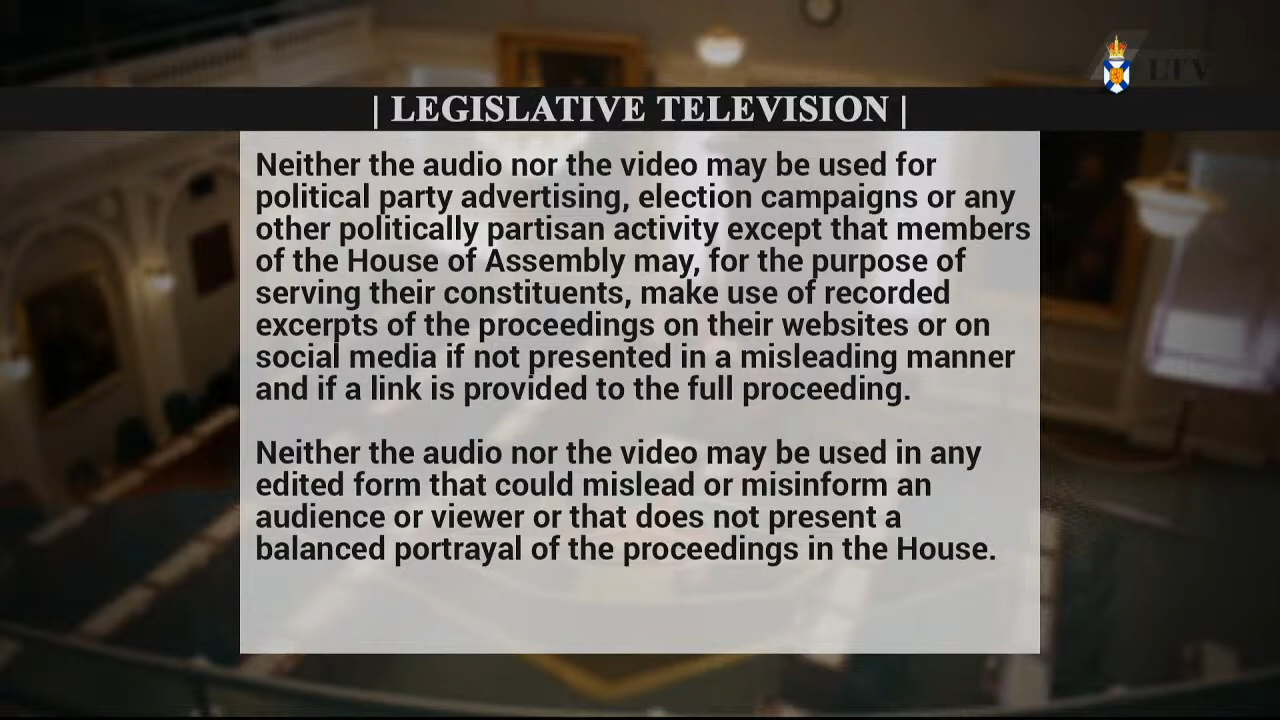 LTV
| LEGISLATIVE TELEVISION |
Neither the audio nor the video may be used for
political party advertising, election campaigns or any
other politically partisan activity except that members
of the House of Assembly may, for the purpose of
serving their constituents, make use of recorded
excerpts of the proceedings on their websites or on
social media if not presented in a misleading manner
and if a link is provided to the full proceeding.
Neither the audio nor the video may be used in any
edited form that could mislead or misinform an
audience or viewer or that does not present a
balanced portrayal of the proceedings in the House.